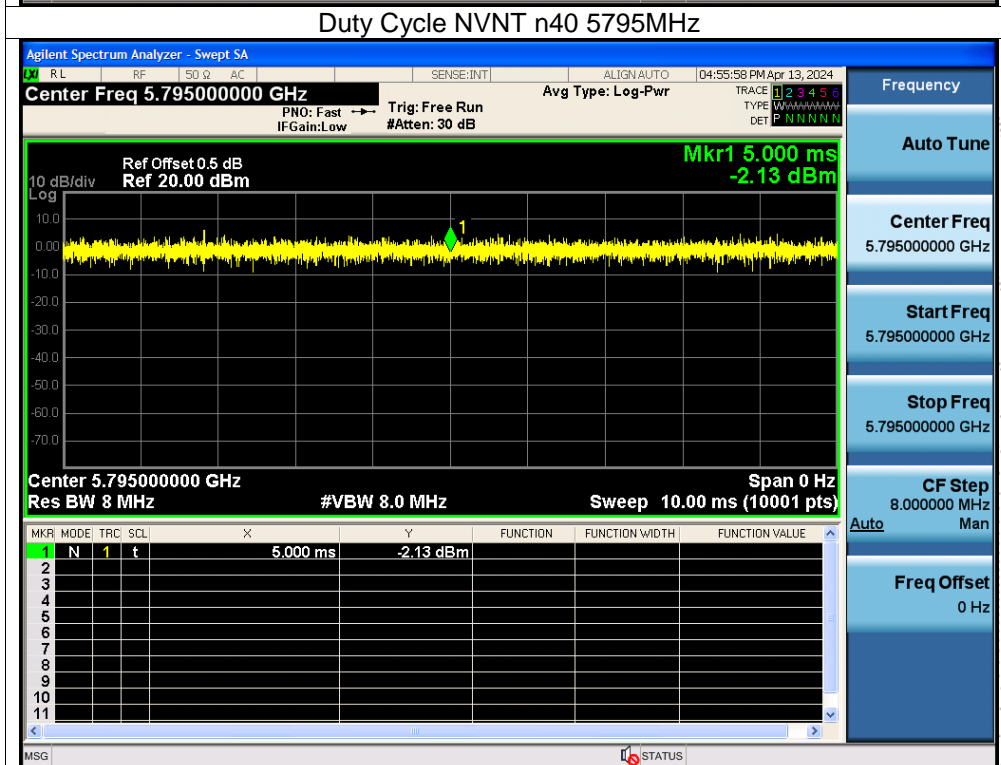 Duty Cycle NVNT n40 5795MHz
Agilent Spectrum Analyzer - Swept SA
LXI RL RF 50 Ω AC SENSE:INT ALIGN AUTO 04:55:58 PM Apr 13, 2024
Center Freq 5.795000000 GHz
PNO: Fast
IFGain:Low
Trig: Free Run
#Atten: 30 dB
Avg Type: Log-Pwr
TRACE 1 2 3 4 5 6
TYPE WWWWWW
DET P N N N N N
Mkr1 5.000 ms
-2.13 dBm
Ref Offset 0.5 dB
10 dB/div Ref 20.00 dBm
Log
10.0
0.00
-10.0
-20.0
-30.0
-40.0
-50.0
-60.0
-70.0
1
Center 5.795000000 GHz Span 0 Hz
Res BW 8 MHz #VBW 8.0 MHz Sweep 10.00 ms (10001 pts)
MKR MODE TRC SCL X Y FUNCTION FUNCTION WIDTH FUNCTION VALUE
1 N 1 t 5.000 ms -2.13 dBm
2
3
4
5
6
7
8
9
10
11
MSG STATUS
Frequency
Auto Tune
Center Freq
5.795000000 GHz
Start Freq
5.795000000 GHz
Stop Freq
5.795000000 GHz
CF Step
8.000000 MHz
Auto Man
Freq Offset
0 Hz